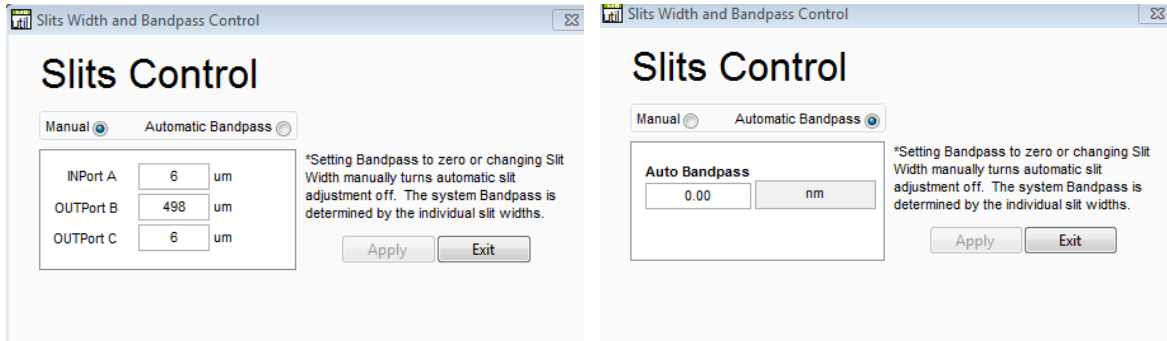 util Slits Width and Bandpass Control
Slits Control
Manual Automatic Bandpass
INPort A 6 um
OUTPort B 498 um
OUTPort C 6 um
*Setting Bandpass to zero or changing Slit
Width manually turns automatic slit
adjustment off. The system Bandpass is
determined by the individual slit widths.
Apply Exit
util Slits Width and Bandpass Control
Slits Control
Manual Automatic Bandpass
Auto Bandpass
0.00 nm
*Setting Bandpass to zero or changing Slit
Width manually turns automatic slit
adjustment off. The system Bandpass is
determined by the individual slit widths.
Apply Exit